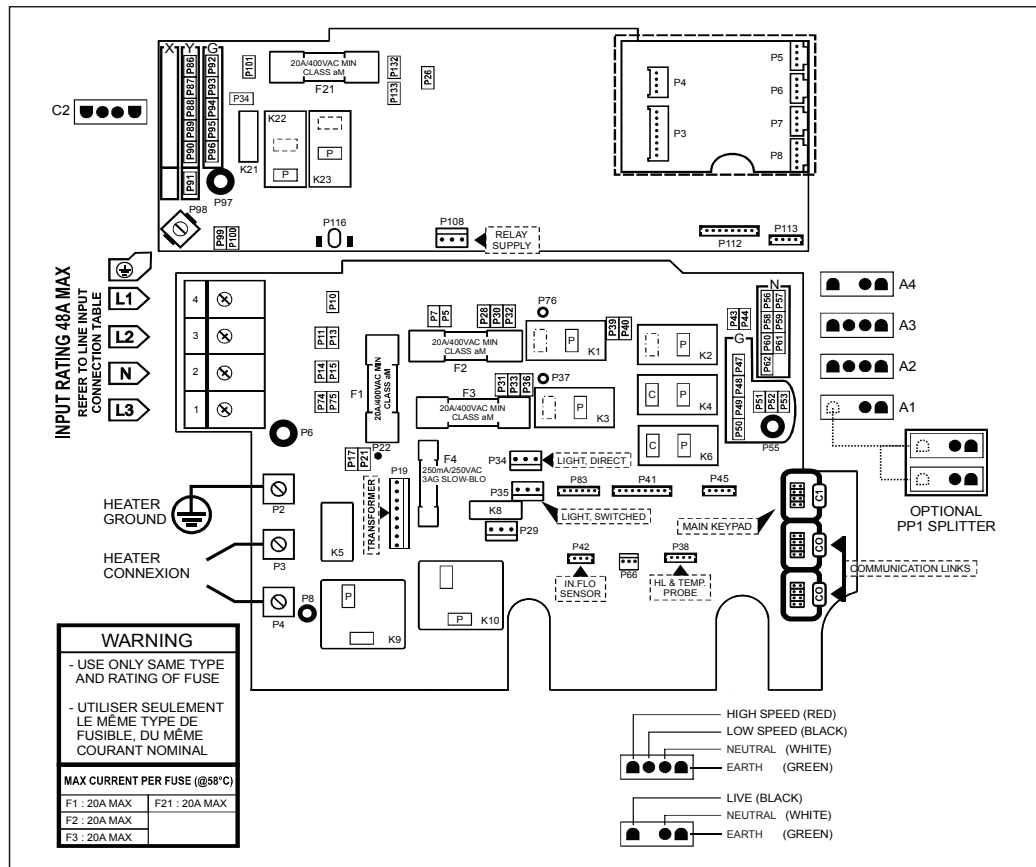 X
Y
G
P86
P87
P88
P89
P90
P91
P92
P93
P94
P95
P96
P97
P98
P99
P100
P101
P34
20A/400VAC MIN
CLASS aM
F21
P132
P133
P26
K22
P
K21
P
K23
C2
P116
P108
RELAY
SUPPLY
P4
P3
P5
P6
P7
P8
P112
P113
INPUT RATING 48A MAX
REFER TO LINE INPUT
CONNECTION TABLE
L1
L2
N
L3
4
3
2
1
P10
P11
P13
P14
P15
P74
P75
P6
P17
P21
P22
F1
20A/400VAC MIN
CLASS aM
P7
P5
P28
P30
P32
20A/400VAC MIN
CLASS aM
F2
P76
P
K1
P39
P40
P
K2
P43
P44
N
P56
P57
P58
P59
P60
P61
P62
G
P47
P48
P49
P50
P51
P52
P53
P55
F3
P31
P33
P36
20A/400VAC MIN
CLASS aM
P37
P
K3
C
P
K4
C
P
K6
F4
250mA/250VAC
3AG SLOW-BLO
P19
TRANSFORMER
P34
LIGHT, DIRECT
P35
LIGHT, SWITCHED
K8
P29
P83
P41
P45
MAIN KEYPAD
C1
CO
CO
COMMUNICATION LINKS
P42
IN.FLO
SENSOR
P66
P38
HL & TEMP.
PROBE
A4
A3
A2
A1
OPTIONAL
PP1 SPLITTER
HEATER
GROUND
P2
HEATER
CONNEXION
P3
P4
P8
K5
P
K9
P
K10
WARNING
- USE ONLY SAME TYPE
AND RATING OF FUSE
- UTILISER SEULEMENT
LE MÊME TYPE DE
FUSIBLE, DU MÊME
COURANT NOMINAL
MAX CURRENT PER FUSE (@58°C)
F1 : 20A MAX
F21 : 20A MAX
F2 : 20A MAX
F3 : 20A MAX
HIGH SPEED (RED)
LOW SPEED (BLACK)
NEUTRAL (WHITE)
EARTH (GREEN)
LIVE (BLACK)
NEUTRAL (WHITE)
EARTH (GREEN)